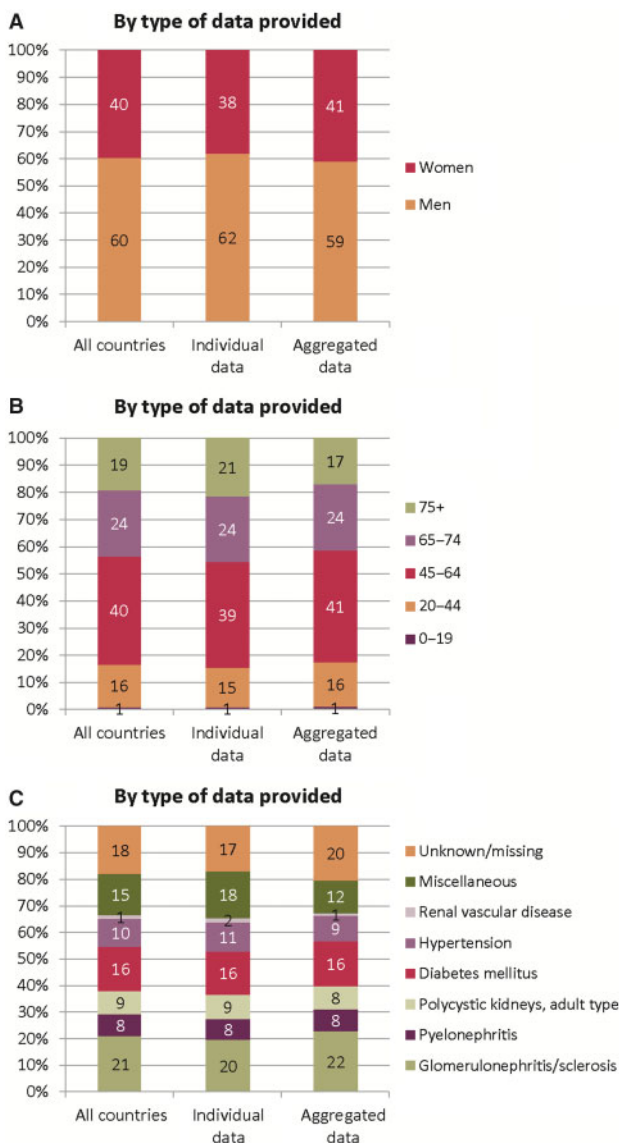 A
By type of data provided
100%
90%
80%
70%
60%
50%
40%
30%
20%
10%
0%
40
38
41
60
62
59
All countries
Individual
data
Aggregated
data
Women
Men
B
By type of data provided
100%
90%
80%
70%
60%
50%
40%
30%
20%
10%
0%
19
21
17
24
24
24
40
39
41
16
15
16
1
1
1
All countries
Individual
data
Aggregated
data
75+
65–74
45–64
20–44
0–19
C
By type of data provided
100%
90%
80%
70%
60%
50%
40%
30%
20%
10%
0%
18
17
20
15
18
12
1
2
1
10
11
9
16
16
16
9
9
8
8
8
8
21
20
22
All countries
Individual
data
Aggregated
data
Unknown/missing
Miscellaneous
Renal vascular disease
Hypertension
Diabetes mellitus
Polycystic kidneys, adult type
Pyelonephritis
Glomerulonephritis/sclerosis